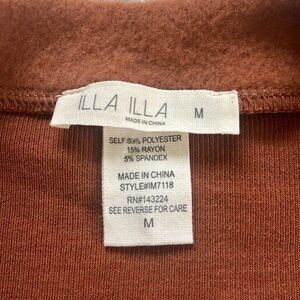 ILLA ILLA M
MADE IN CHINA
SELF:80% POLYESTER
15% RAYON
5% SPANDEX
MADE IN CHINA
STYLE#IM7118
RN#143224
SEE REVERSE FOR CARE
M